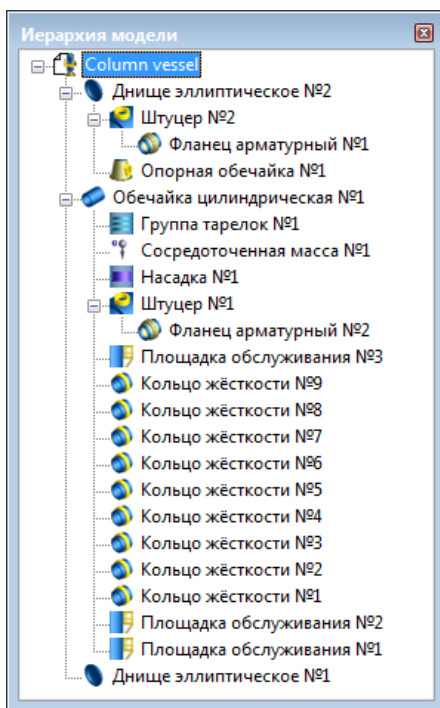 Иерархия модели
Column vessel
Днище эллиптическое №2
Штуцер №2
Фланец арматурный №1
Опорная обечайка №1
Обечайка цилиндрическая №1
Группа тарелок №1
Сосредоточенная масса №1
Насадка №1
Штуцер №1
Фланец арматурный №2
Площадка обслуживания №3
Кольцо жёсткости №9
Кольцо жёсткости №8
Кольцо жёсткости №7
Кольцо жёсткости №6
Кольцо жёсткости №5
Кольцо жёсткости №4
Кольцо жёсткости №3
Кольцо жёсткости №2
Кольцо жёсткости №1
Площадка обслуживания №2
Площадка обслуживания №1
Днище эллиптическое №1